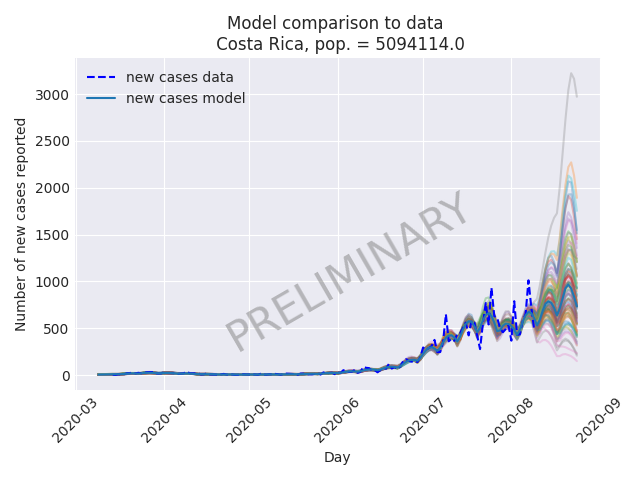 Model comparison to data
Costa Rica, pop. = 5094114.0
new cases data
new cases model
Number of new cases reported
3000
2500
2000
1500
1000
500
0
PRELIMINARY
2020-03
2020-04
2020-05
2020-06
2020-07
2020-08
2020-09
Day